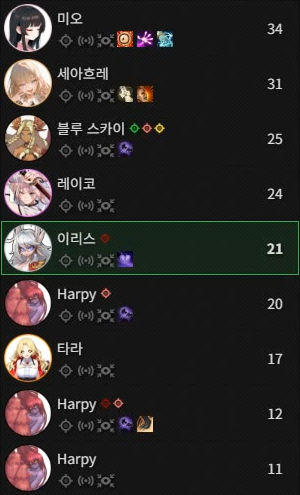 미오 34
세아흐레 31
블루 스카이 25
레이코 24
이리스 21
Harpy 20
타라 17
Harpy 12
Harpy 11